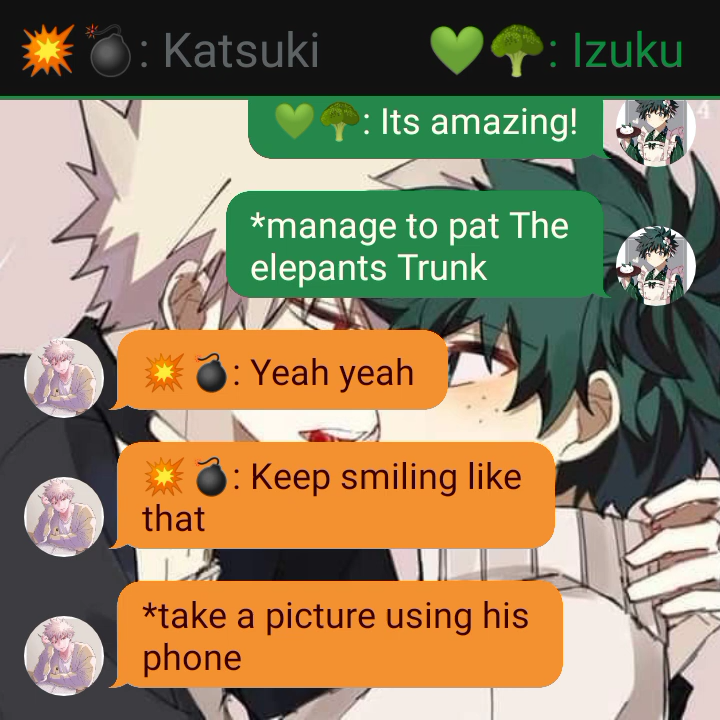 💥💣: Katsuki
💚🥦: Izuku
💚🥦: Its amazing!
*manage to pat The
elepants Trunk
💥💣: Yeah yeah
💥💣: Keep smiling like
that
*take a picture using his
phone